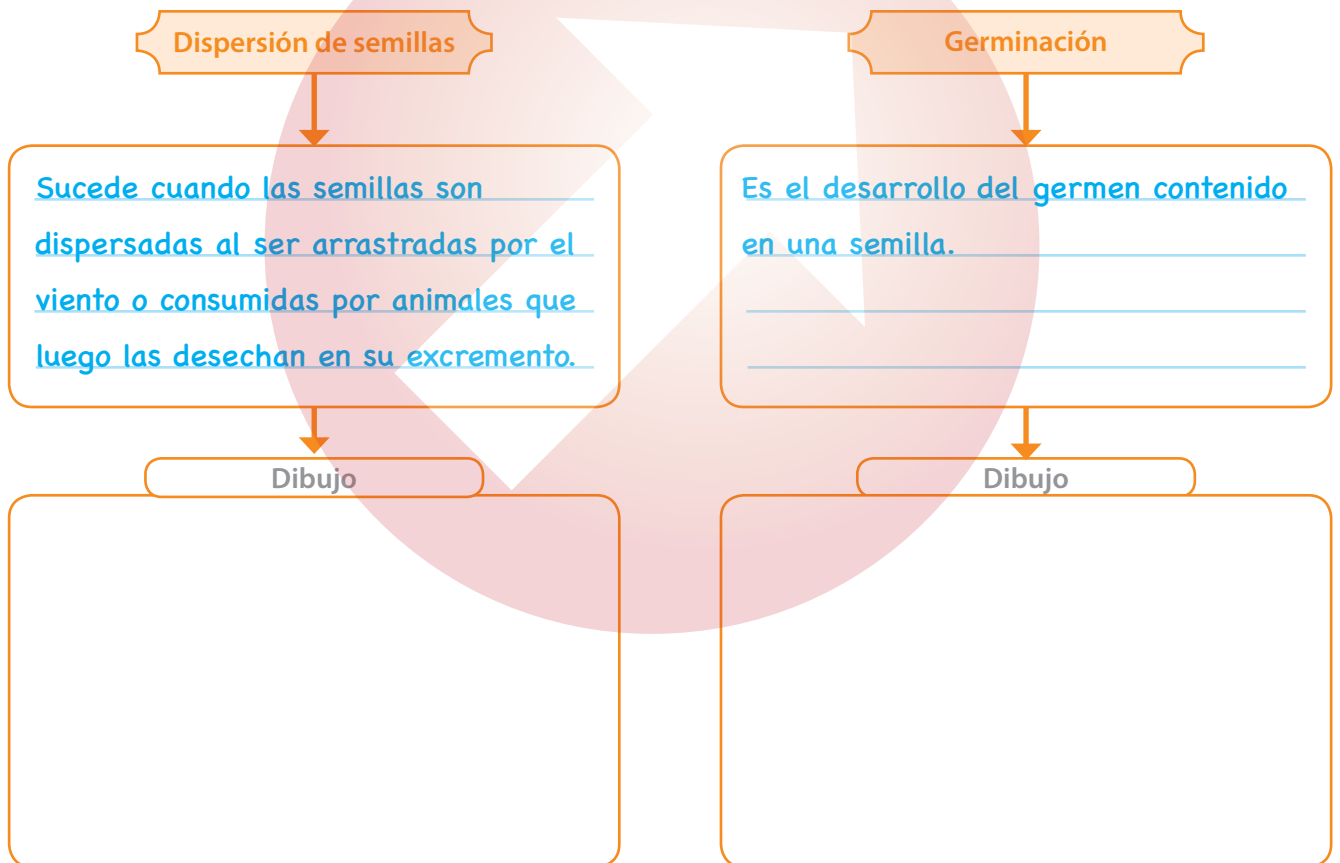 Dispersión de semillas
Sucede cuando las semillas son
dispersadas al ser arrastradas por el
viento o consumidas por animales que
luego las desechan en su excremento.
Dibujo
Germinación
Es el desarrollo del germen contenido
en una semilla.
Dibujo